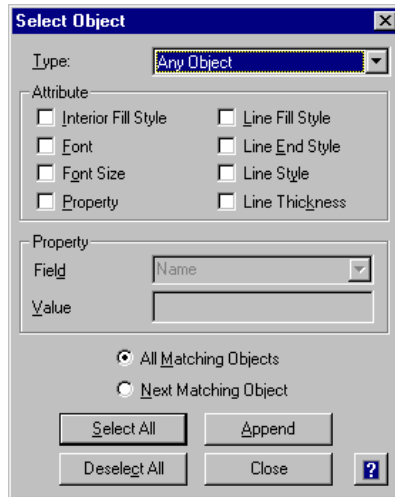 Select Object
Type: Any Object
Attribute
Interior Fill Style Line Fill Style
Font Line End Style
Font Size Line Style
Property Line Thickness
Property
Field Name
Value
All Matching Objects
Next Matching Object
Select All Append
Deselect All Close ?